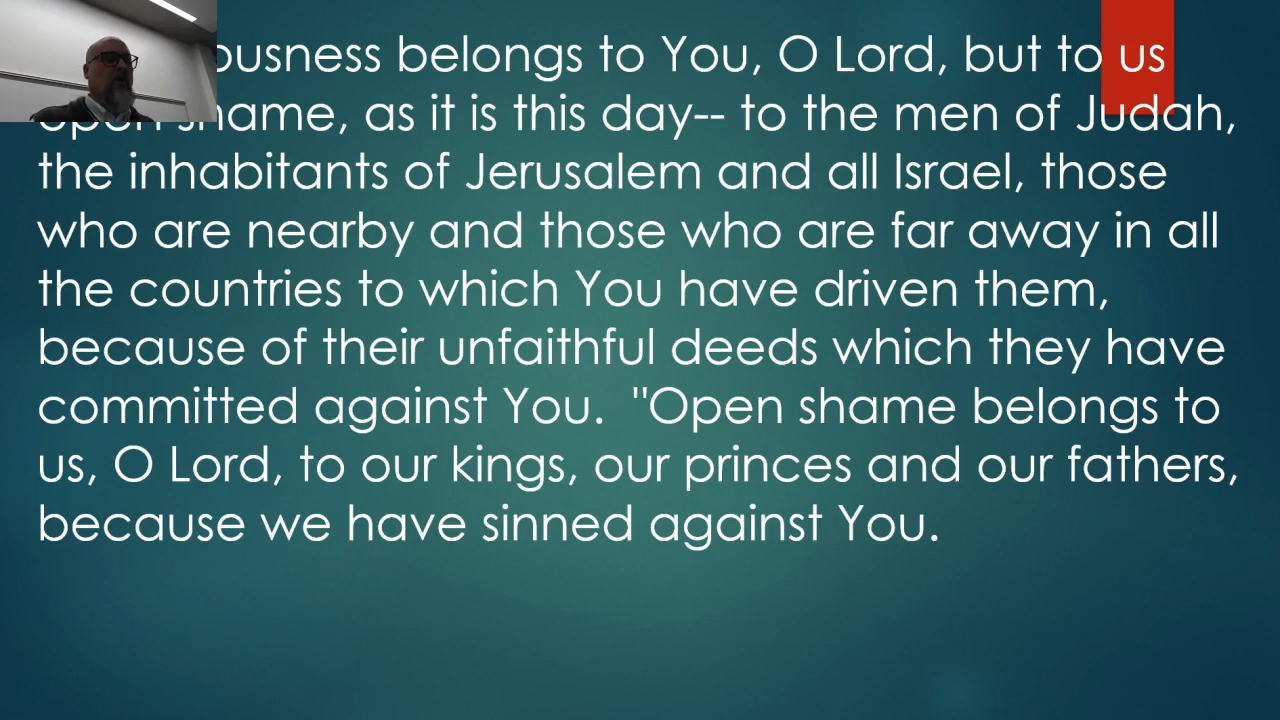 belongs to You, O Lord, but to us
shame, as it is this day-- to the men of Judah,
the inhabitants of Jerusalem and all Israel, those
who are nearby and those who are far away in all
the countries to which You have driven them,
because of their unfaithful deeds which they have
committed against You.  "Open shame belongs to
us, O Lord, to our kings, our princes and our fathers,
because we have sinned against You.